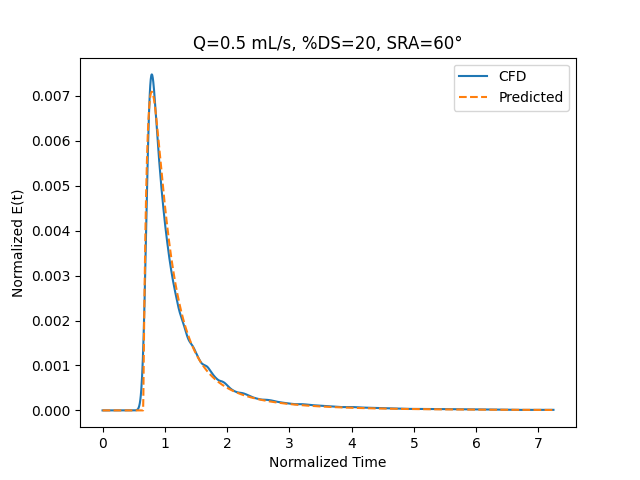 Q=0.5 mL/s, %DS=20, SRA=60°
CFD
Predicted
Normalized E(t)
0.007
0.006
0.005
0.004
0.003
0.002
0.001
0.000
0 1 2 3 4 5 6 7
Normalized Time